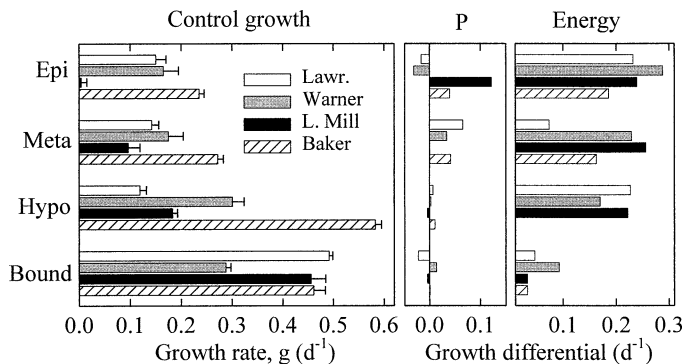 Control growth P Energy
Epi
Meta
Hypo
Bound
Lawr.
Warner
L. Mill
Baker
0.0 0.1 0.2 0.3 0.4 0.5 0.6 0.0 0.1 0.0 0.1 0.2 0.3
Growth rate, g (d⁻¹) Growth differential (d⁻¹)